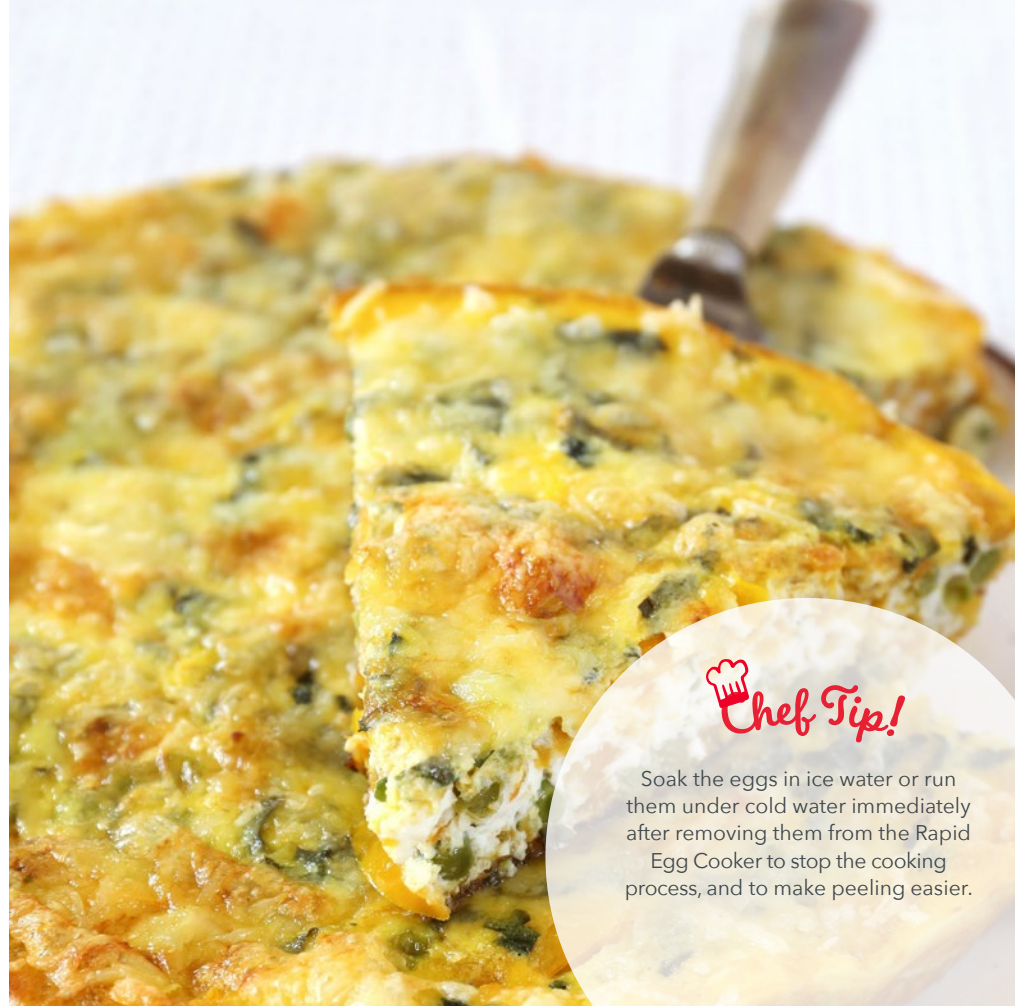 Chef Tip!
Soak the eggs in ice water or run
them under cold water immediately
after removing them from the Rapid
Egg Cooker to stop the cooking
process, and to make peeling easier.